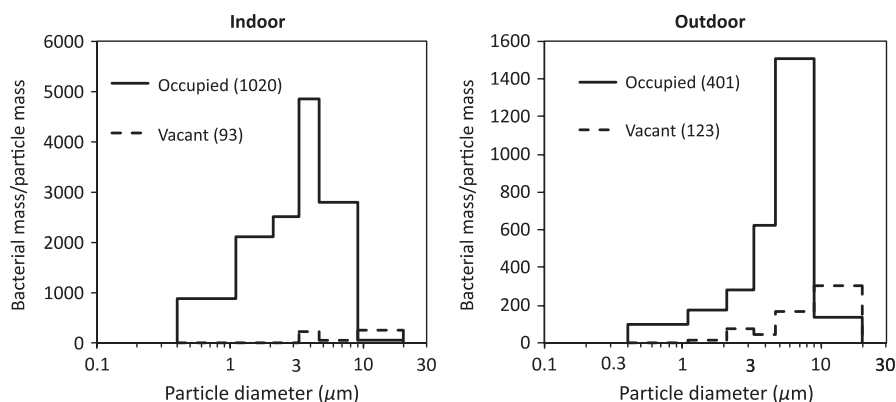 Indoor
6000
5000
4000
3000
2000
1000
0
Bacterial mass/particle mass
Occupied (1020)
Vacant (93)
0.1
1
3
10
30
Particle diameter (μm)
Outdoor
1600
1400
1200
1000
800
600
400
200
0
Bacterial mass/particle mass
Occupied (401)
Vacant (123)
0.1
1
3
10
30
Particle diameter (μm)